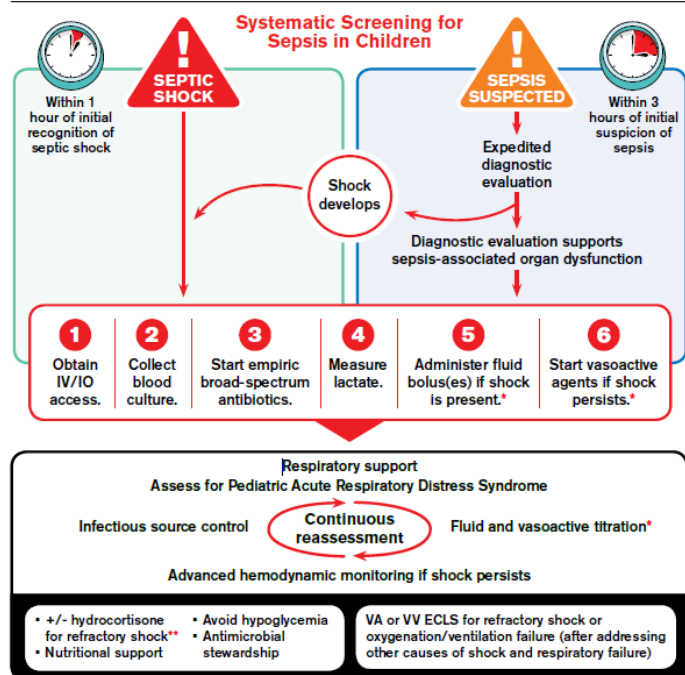 Systematic Screening for
Sepsis in Children
SEPTIC
SHOCK
SEPSIS
SUSPECTED
Within 1
hour of initial
recognition of
septic shock
Within 3
hours of initial
suspicion of
sepsis
Expedited
diagnostic
evaluation
Shock
develops
Diagnostic evaluation supports
sepsis-associated organ dysfunction
1
Obtain
IV/IO
access.
2
Collect
blood
culture.
3
Start empiric
broad-spectrum
antibiotics.
4
Measure
lactate.
5
Administer fluid
bolus(es) if shock
is present.*
6
Start vasoactive
agents if shock
persists.*
Respiratory support
Assess for Pediatric Acute Respiratory Distress Syndrome
Infectious source control
Continuous
reassessment
Fluid and vasoactive titration*
Advanced hemodynamic monitoring if shock persists
▪ +/- hydrocortisone
for refractory shock**
▪ Nutritional support
▪ Avoid hypoglycemia
▪ Antimicrobial
stewardship
VA or VV ECLS for refractory shock or
oxygenation/ventilation failure (after addressing
other causes of shock and respiratory failure)